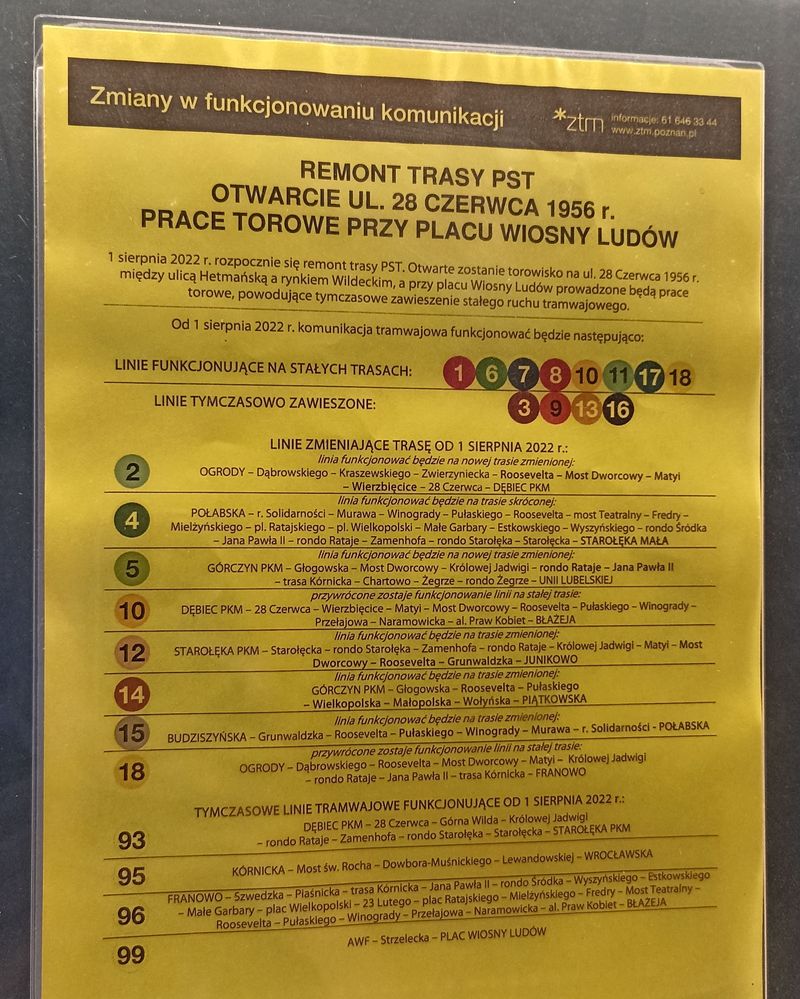 Zmiany w funkcjonowaniu komunikacji
*ztm
informacje: 61 646 33 44
www.ztm.poznan.pl
REMONT TRASY PST
OTWARCIE UL. 28 CZERWCA 1956 r.
PRACE TOROWE PRZY PLACU WIOSNY LUDÓW
1 sierpnia 2022 r. rozpocznie się remont trasy PST. Otwarte zostanie torowisko na ul. 28 Czerwca 1956 r.
między ulicą Hetmańską a rynkiem Wildeckim, a przy placu Wiosny Ludów prowadzone będą prace
torowe, powodujące tymczasowe zawieszenie stałego ruchu tramwajowego.
Od 1 sierpnia 2022 r. komunikacja tramwajowa funkcjonować będzie następująco:
LINIE FUNKCJONUJĄCE NA STAŁYCH TRASACH: 1 6 7 8 10 11 17 18
LINIE TYMCZASOWO ZAWIESZONE: 3 9 13 16
LINIE ZMIENIAJĄCE TRASĘ OD 1 SIERPNIA 2022 r.:
linia funkcjonować będzie na nowej trasie zmienionej:
2 OGRODY – Dąbrowskiego – Kraszewskiego – Zwierzyniecka – Roosevelta – Most Dworcowy – Matyi
– Wierzbięcice – 28 Czerwca – DĘBIEC PKM
linia funkcjonować będzie na trasie skróconej:
4 POŁABSKA – r. Solidarności – Murawa – Winogrady – Pułaskiego – Roosevelta – most Teatralny – Fredry –
Mielżyńskiego – pl. Ratajskiego – pl. Wielkopolski – Małe Garbary – Estkowskiego – Wyszyńskiego – rondo Śródka
– Jana Pawła II – rondo Rataje – Zamenhofa – rondo Starołęka – Starołęcka – STAROŁĘKA MAŁA
linia funkcjonować będzie na nowej trasie zmienionej:
5 GÓRCZYN PKM – Głogowska – Most Dworcowy – Królowej Jadwigi – rondo Rataje – Jana Pawła II
– trasa Kórnicka – Chartowo – Żegrze – rondo Żegrze – UNII LUBELSKIEJ
przywrócone zostaje funkcjonowanie linii na stałej trasie:
10 DĘBIEC PKM – 28 Czerwca – Wierzbięcice – Matyi – Most Dworcowy – Roosevelta – Pułaskiego – Winogrady –
Przełajowa – Naramowicka – al. Praw Kobiet – BŁAŻEJA
linia funkcjonować będzie na trasie zmienionej:
12 STAROŁĘKA PKM – Starołęcka – rondo Starołęka – Zamenhofa – rondo Rataje – Królowej Jadwigi – Matyi – Most
Dworcowy – Roosevelta – Grunwaldzka – JUNIKOWO
linia funkcjonować będzie na trasie zmienionej:
14 GÓRCZYN PKM – Głogowska – Roosevelta – Pułaskiego
– Wielkopolska – Małopolska – Wołyńska – PIĄTKOWSKA
linia funkcjonować będzie na trasie zmienionej:
15 BUDZISZYŃSKA – Grunwaldzka – Roosevelta – Pułaskiego – Winogrady – Murawa – r. Solidarności - POŁABSKA
przywrócone zostaje funkcjonowanie linii na stałej trasie:
18 OGRODY – Dąbrowskiego – Roosevelta – Most Dworcowy – Matyi – Królowej Jadwigi
– rondo Rataje – Jana Pawła II – trasa Kórnicka – FRANOWO
TYMCZASOWE LINIE TRAMWAJOWE FUNKCJONUJĄCE OD 1 SIERPNIA 2022 r.:
93 DĘBIEC PKM – 28 Czerwca – Górna Wilda – Królowej Jadwigi
– rondo Rataje – Zamenhofa – rondo Starołęka – Starołęcka – STAROŁĘKA PKM
95 KÓRNICKA – Most św. Rocha – Dowbora-Muśnickiego – Lewandowskiej – WROCŁAWSKA
96 FRANOWO – Szwedzka – Piaśnicka – trasa Kórnicka – Jana Pawła II – rondo Śródka – Wyszyńskiego – Estkowskiego
– Małe Garbary – plac Wielkopolski – 23 Lutego – plac Ratajskiego – Mielżyńskiego – Fredry – Most Teatralny –
Roosevelta – Pułaskiego – Winogrady – Przełajowa – Naramowicka – al. Praw Kobiet – BŁAŻEJA
99 AWF – Strzelecka – PLAC WIOSNY LUDÓW